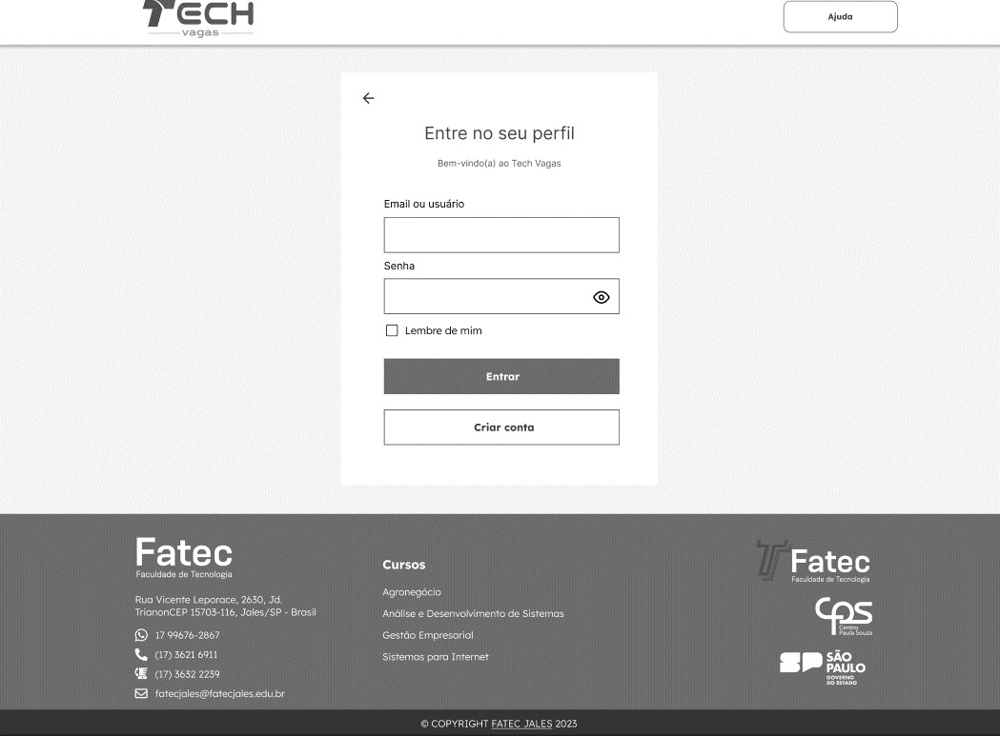 TECH
vagas
Ajuda
Entre no seu perfil
Bem-vindo(a) ao Tech Vagas
Email ou usuário
Senha
Lembre de mim
Entrar
Criar conta
Fatec
Faculdade de Tecnologia
Rua Vicente Leporace, 2630, Jd.
TrianonCEP 15703-116, Jales/SP - Brasil
17 99676-2867
(17) 3621 6911
(17) 3632 2239
fatecjales@fatecjales.edu.br
Cursos
Agronegócio
Análise e Desenvolvimento de Sistemas
Gestão Empresarial
Sistemas para Internet
Fatec
Faculdade de Tecnologia
cps
Centro
Paula Souza
SP
SÃO
PAULO
GOVERNO
DO ESTADO
© COPYRIGHT FATEC JALES 2023